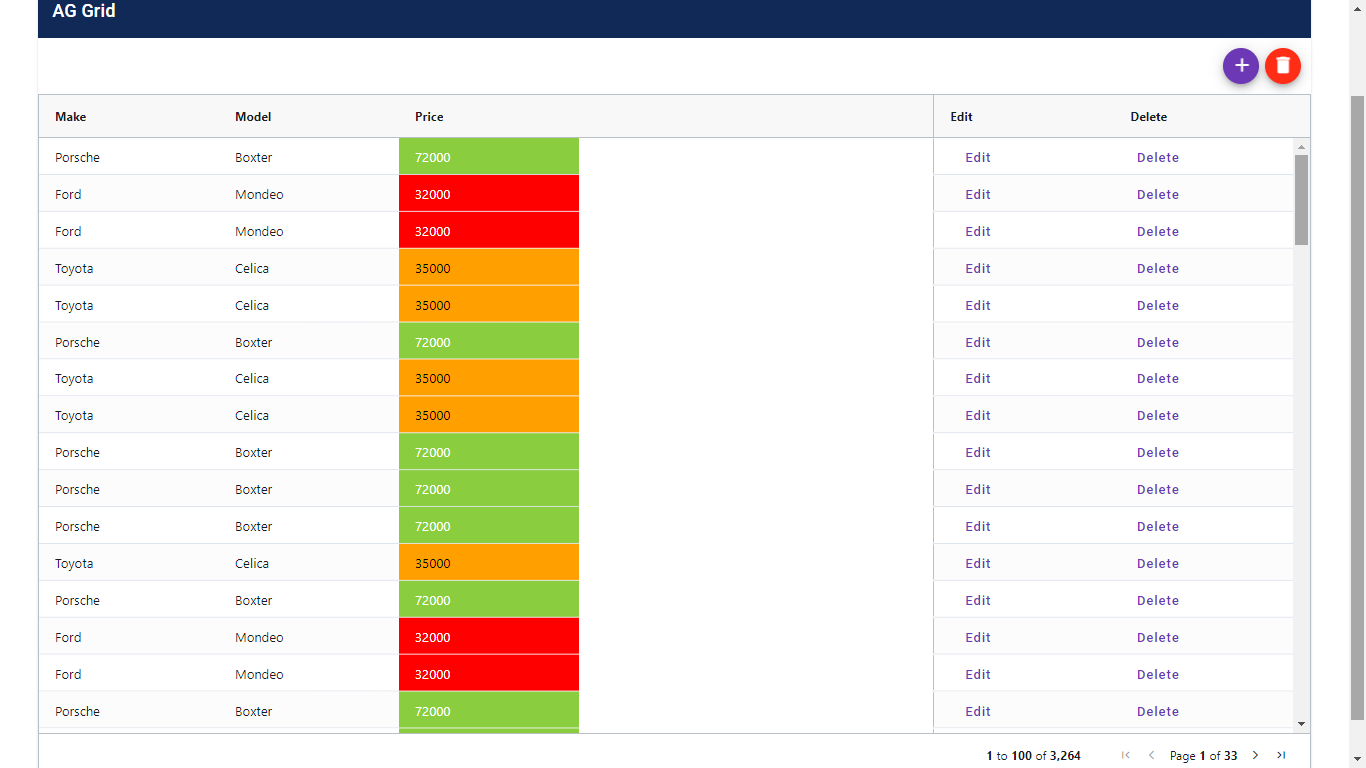 AG Grid
Make Model Price Edit Delete
Porsche Boxter 72000 Edit Delete
Ford Mondeo 32000 Edit Delete
Ford Mondeo 32000 Edit Delete
Toyota Celica 35000 Edit Delete
Toyota Celica 35000 Edit Delete
Porsche Boxter 72000 Edit Delete
Toyota Celica 35000 Edit Delete
Toyota Celica 35000 Edit Delete
Porsche Boxter 72000 Edit Delete
Porsche Boxter 72000 Edit Delete
Porsche Boxter 72000 Edit Delete
Toyota Celica 35000 Edit Delete
Porsche Boxter 72000 Edit Delete
Ford Mondeo 32000 Edit Delete
Ford Mondeo 32000 Edit Delete
Porsche Boxter 72000 Edit Delete
1 to 100 of 3,264 Page 1 of 33